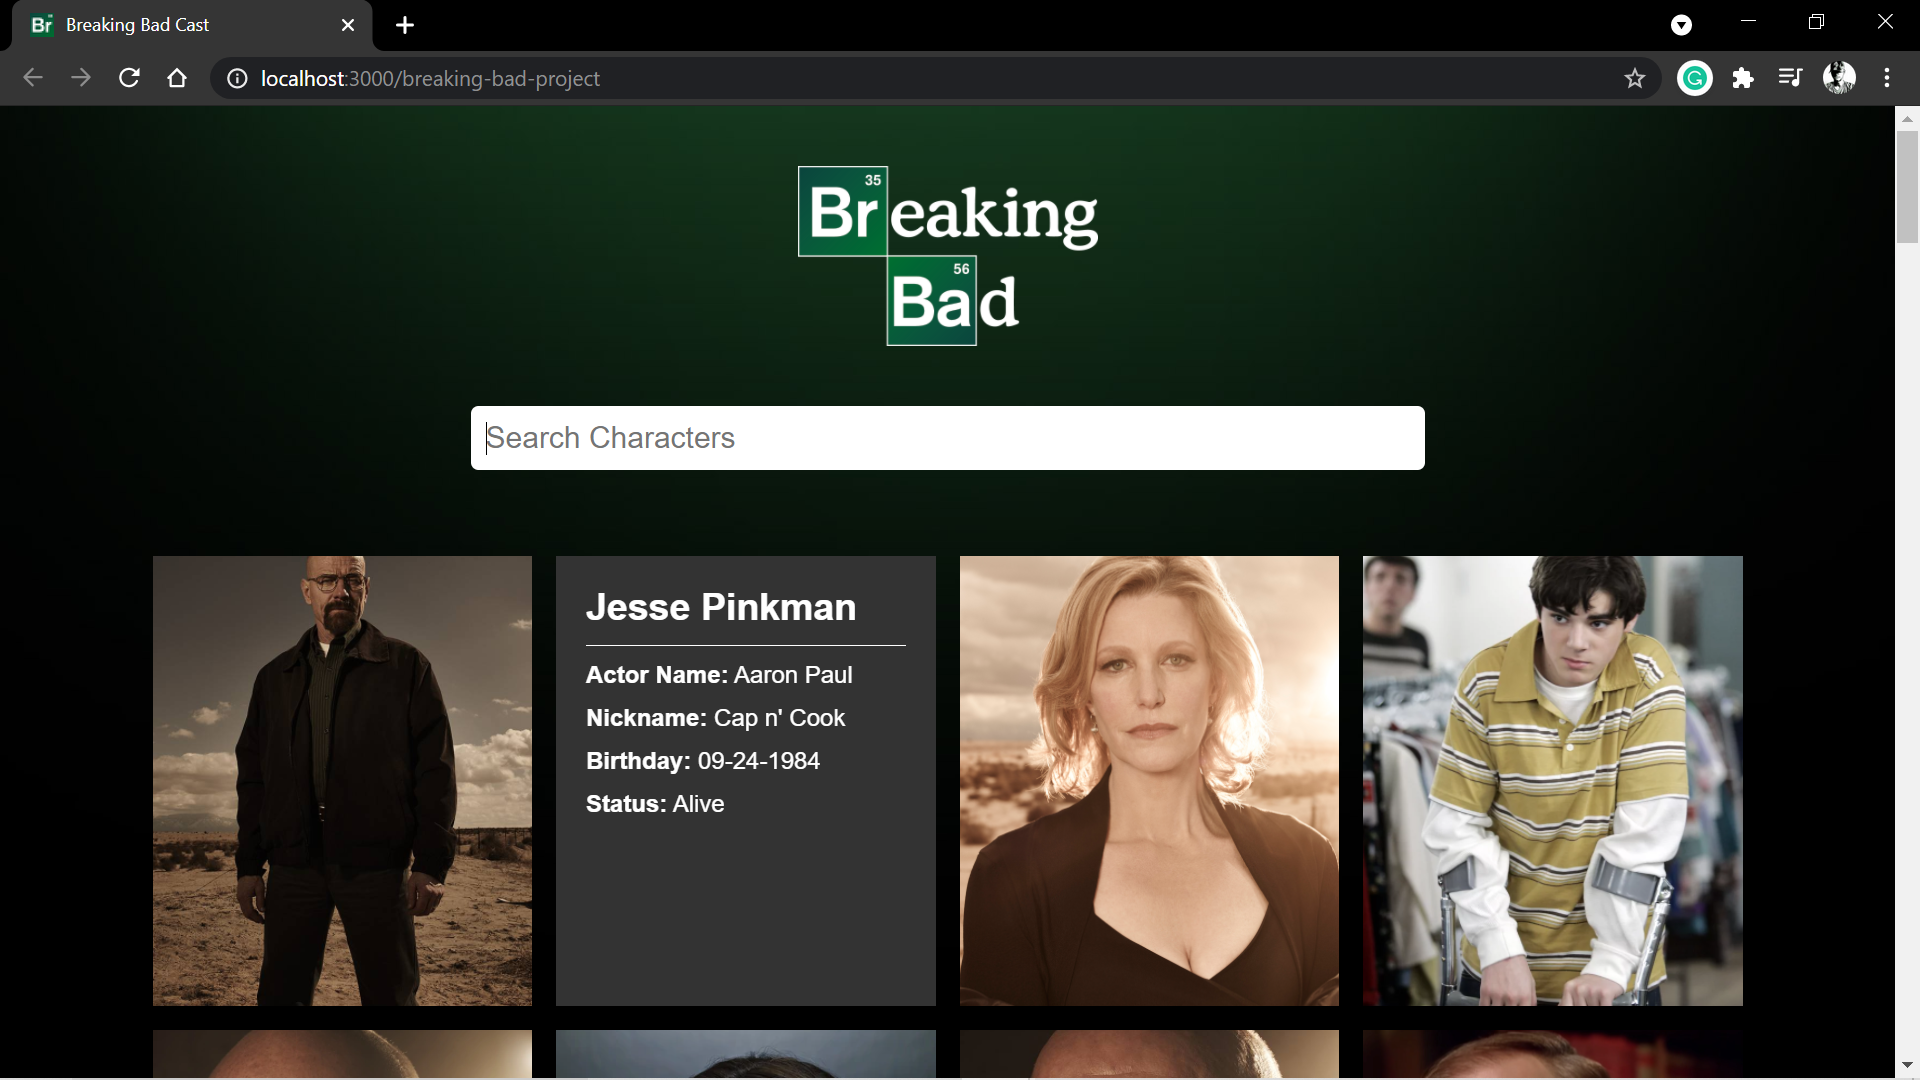 Breaking Bad Cast
localhost:3000/breaking-bad-project
35
Breaking
56
Bad
Search Characters
Jesse Pinkman
Actor Name: Aaron Paul
Nickname: Cap n' Cook
Birthday: 09-24-1984
Status: Alive